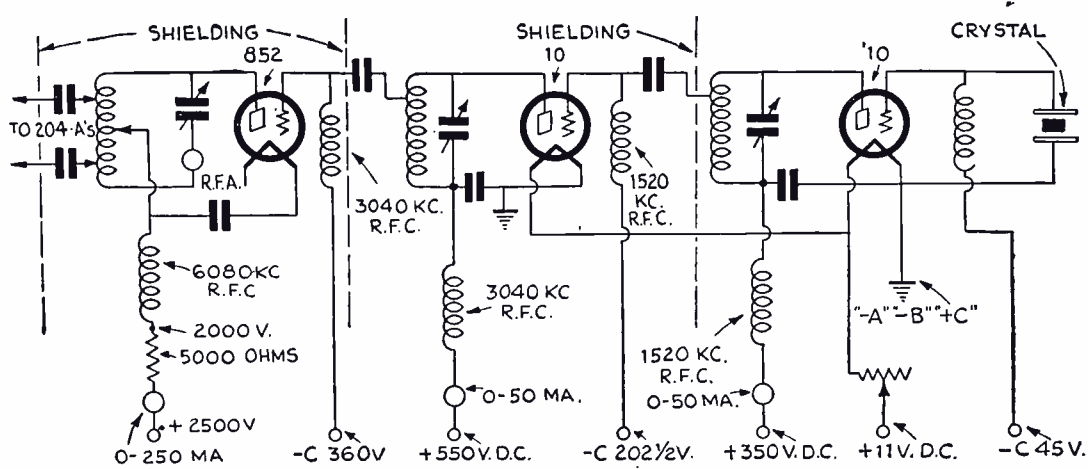 SHIELDING
852
SHIELDING
10
'10
CRYSTAL
TO 204-A's
R.F.A.
3040 KC.
R.F.C.
1520
KC.
R.F.C.
6080 KC
R.F.C
2000 V.
5000 OHMS
3040 KC
R.F.C.
1520 KC.
R.F.C.
"-A" "-B" "+C"
0-50 MA.
0-50 MA.
+2500V
0-250 MA
-C 360V
+550V.D.C.
-C 202½V.
+350V.D.C.
+11V.D.C.
-C 45V.